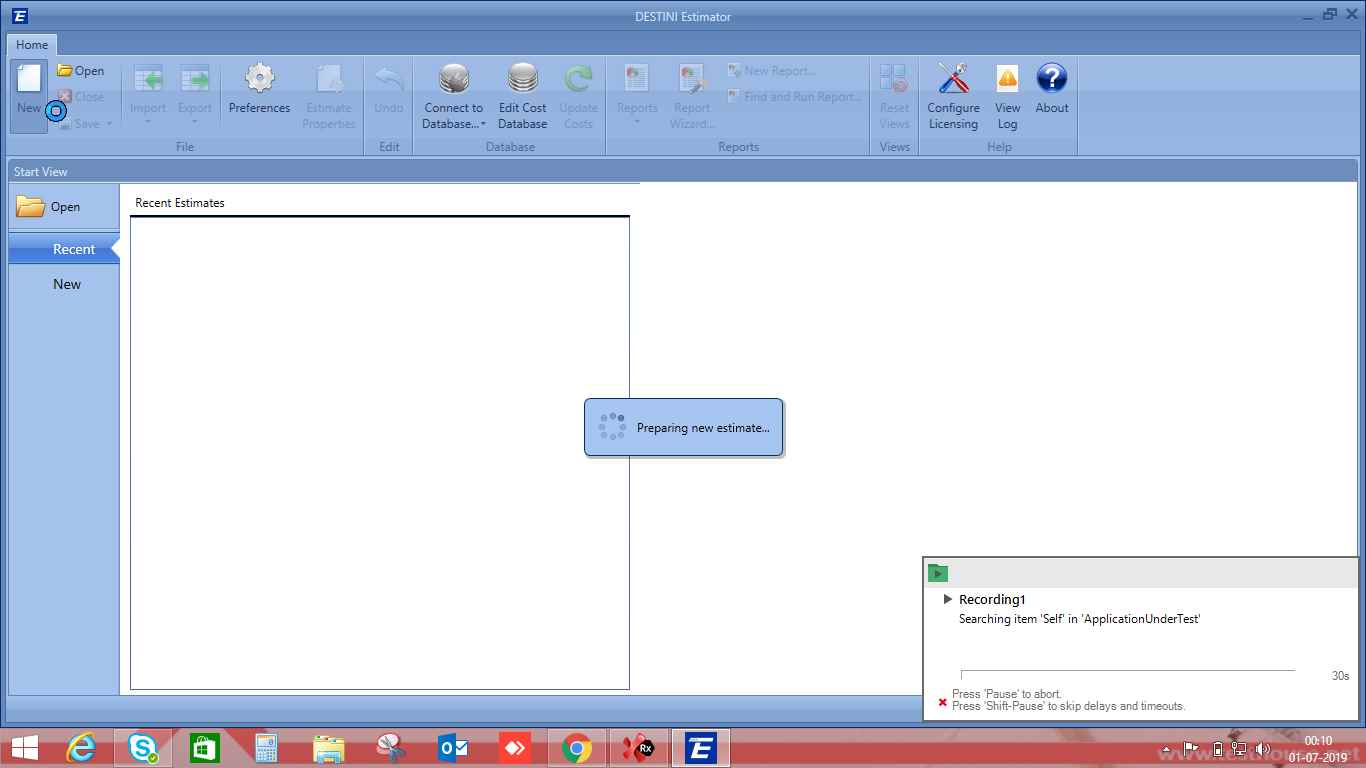 DESTINI Estimator
Home
New
Open
Close
Save
Import
Export
Preferences
Estimate
Properties
Undo
Connect to
Database...
Edit Cost
Database
Update
Costs
Reports
Report
Wizard...
New Report...
Find and Run Report...
Reset
Views
Configure
Licensing
View
Log
About
File
Edit
Database
Reports
Views
Help
Start View
Open
Recent
New
Recent Estimates
Preparing new estimate...
Recording1
Searching item 'Self' in 'ApplicationUnderTest'
30s
Press 'Pause' to abort.
Press 'Shift-Pause' to skip delays and timeouts.
Rx
00:10
01-07-2019